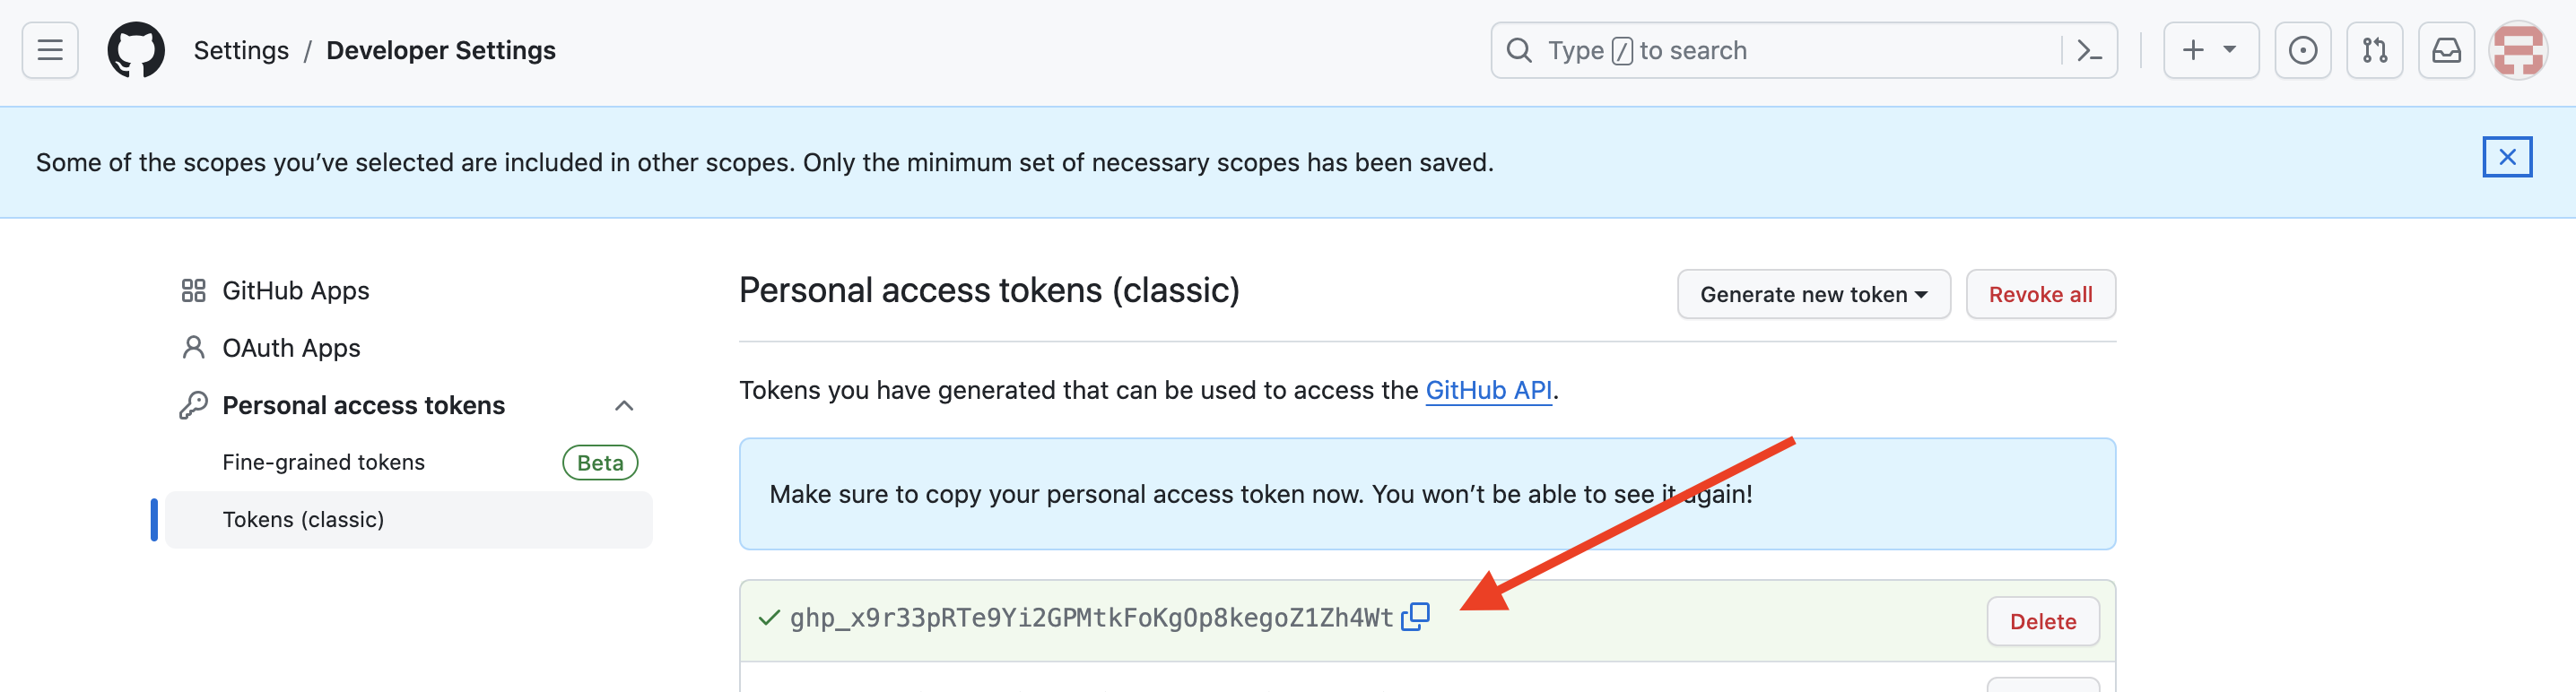 Settings / Developer Settings
Type / to search
Some of the scopes you’ve selected are included in other scopes. Only the minimum set of necessary scopes has been saved.
GitHub Apps
OAuth Apps
Personal access tokens
Fine-grained tokens Beta
Tokens (classic)
Personal access tokens (classic)
Generate new token
Revoke all
Tokens you have generated that can be used to access the GitHub API.
Make sure to copy your personal access token now. You won’t be able to see it again!
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
Delete